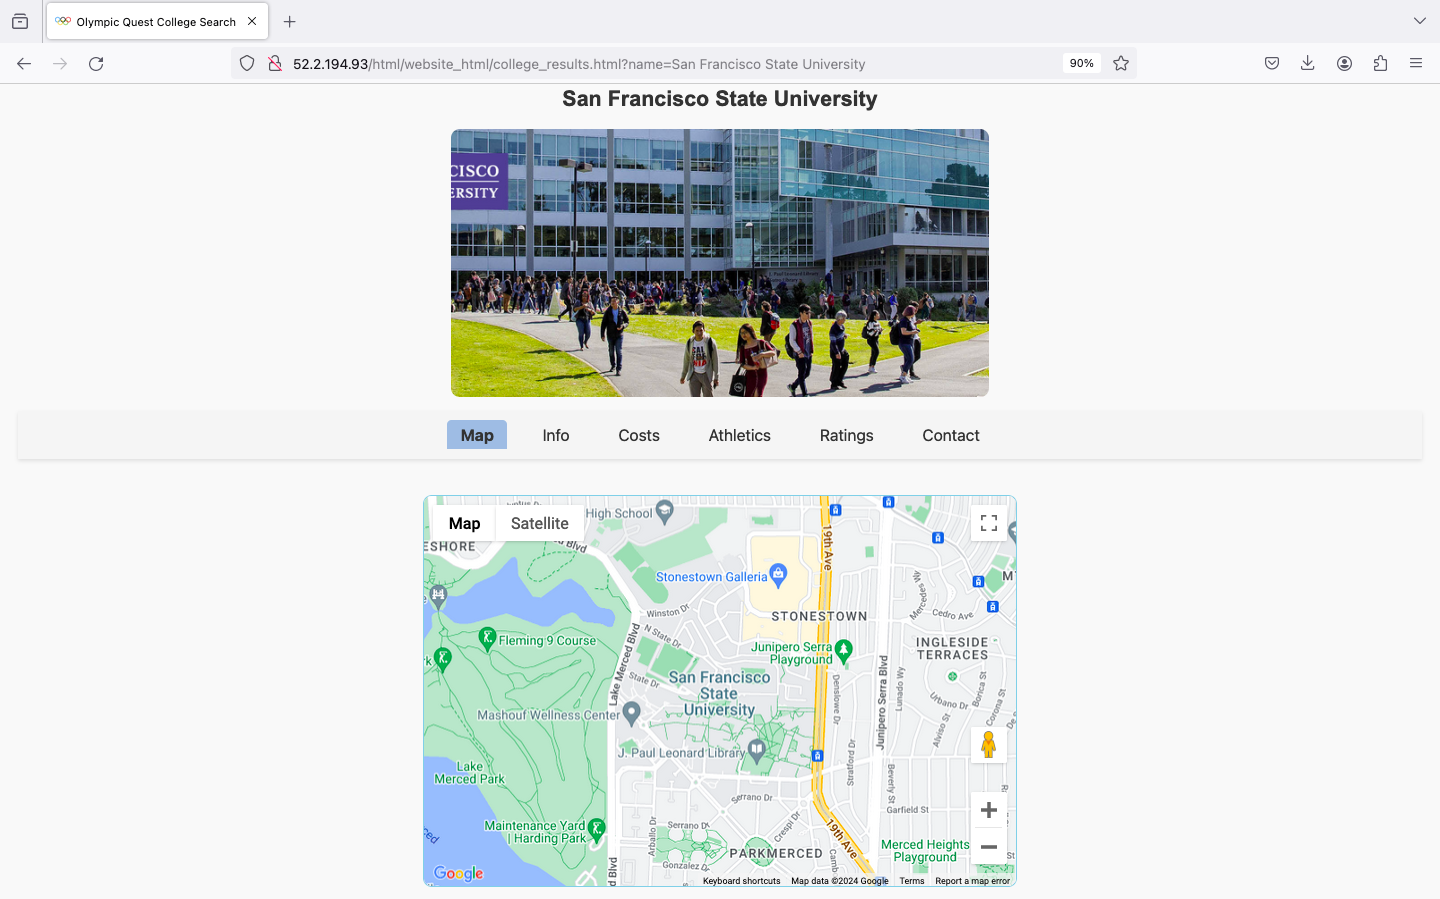 Olympic Quest College Search
52.2.194.93/html/website_html/college_results.html?name=San Francisco State University
90%
San Francisco State University
CISCO
ERSITY
J. Paul Leonard Library
Map
Info
Costs
Athletics
Ratings
Contact
Map
Satellite
High School
ESHORE
Blvd
19th Ave
Stonestown Galleria
STONESTOWN
Winston Dr
N State Dr
Mercedes Wy
Cedro Ave
Fleming 9 Course
Junipero Serra
Playground
INGLESIDE
TERRACES
Lake Merced Blvd
State Dr
San Francisco
State
University
Denslowe Dr
Junipero Serra Blvd
Lunado Wy
Urbano Dr
Borica St
Corona St
Alviso St
Mashouf Wellness Center
J. Paul Leonard Library
Stratford Dr
Beverly St
Lake
Merced Park
Serrano Dr
Garfield St
Maintenance Yard
| Harding Park
Arballo Dr
Serrano Dr
Crespi Dr
19th Ave
PARKMERCED
Gonzalez Dr
Merced Heights
Playground
d Blvd
Google
Keyboard shortcuts
Map data ©2024 Google
Terms
Report a map error